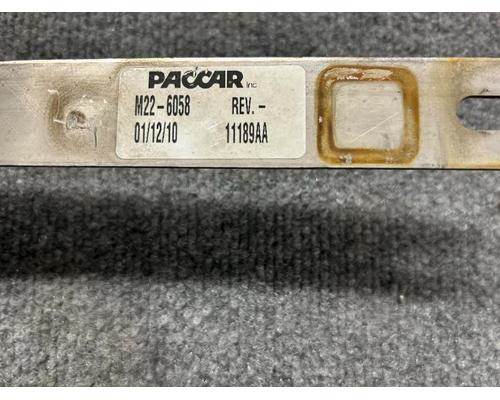 PACCAR Inc
M22-6058 REV. -
01/12/10 11189AA